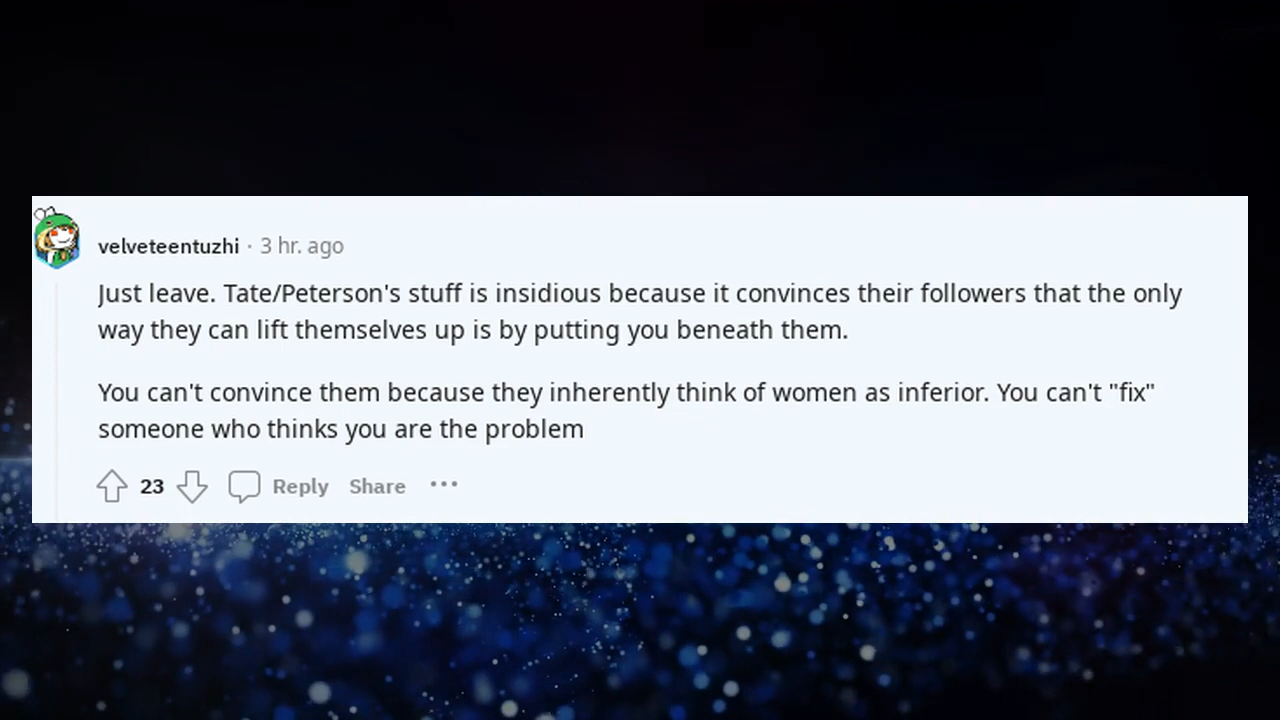 velveteentuzhi · 3 hr. ago
Just leave. Tate/Peterson's stuff is insidious because it convinces their followers that the only
way they can lift themselves up is by putting you beneath them.
You can't convince them because they inherently think of women as inferior. You can't "fix"
someone who thinks you are the problem
23 Reply Share ···